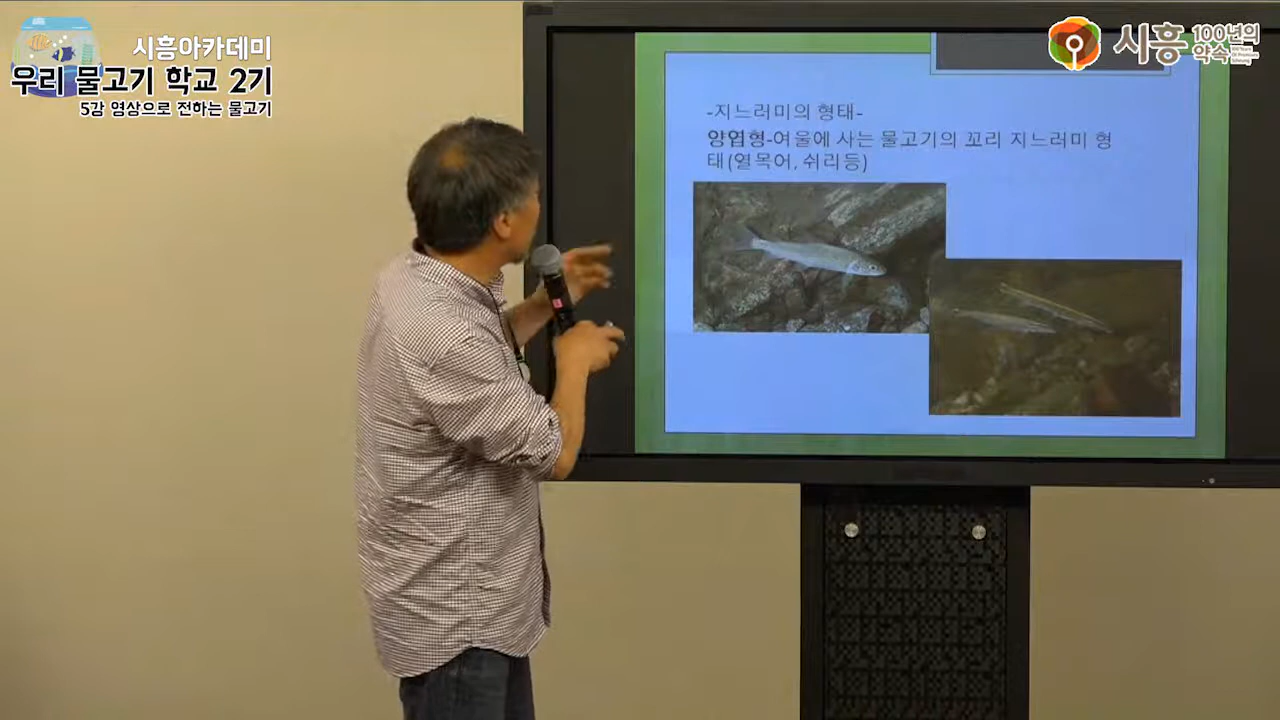 시흥아카데미
우리 물고기 학교 2기
5강 영상으로 전하는 물고기
시흥 100년의 약속
-지느러미의 형태-
양엽형-여울에 사는 물고기의 꼬리 지느러미 형
태(열목어, 쉬리등)